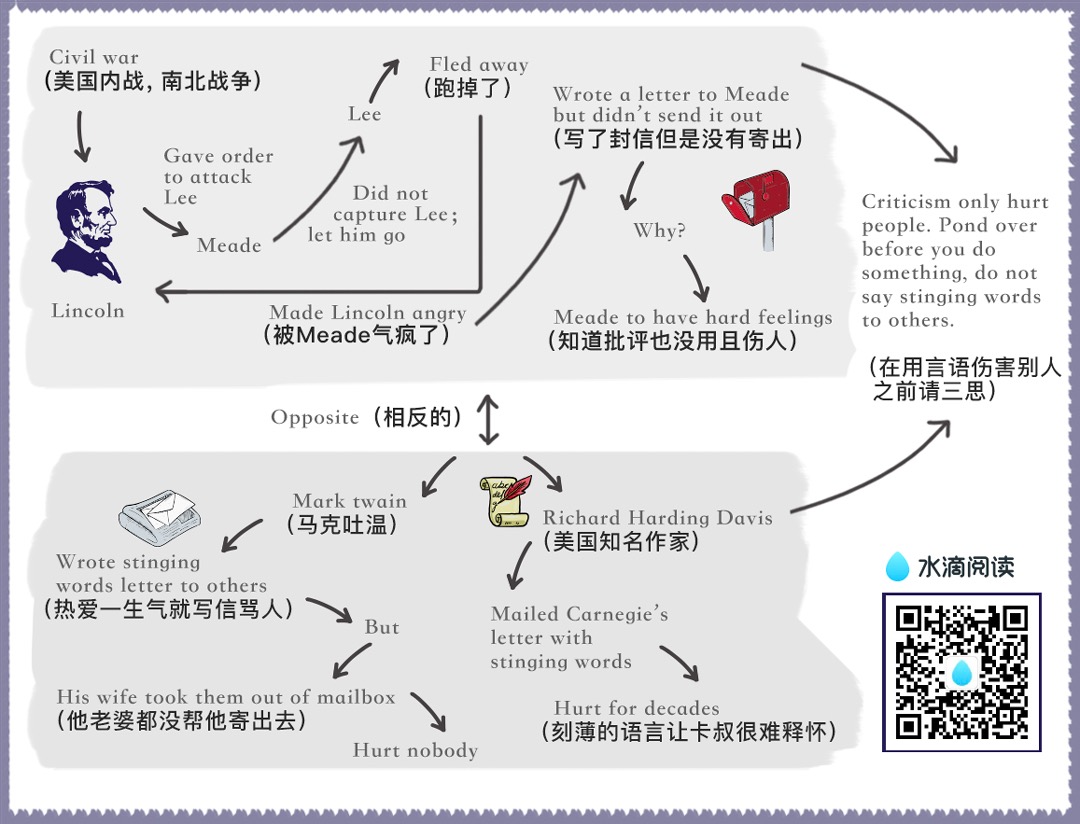 Civil war
（美国内战，南北战争）
Lincoln
Gave order
to attack
Lee
Meade
Lee
Did not
capture Lee;
let him go
Fled away
（跑掉了）
Made Lincoln angry
（被Meade气疯了）
Wrote a letter to Meade
but didn't send it out
（写了封信但是没有寄出）
Why?
Meade to have hard feelings
（知道批评也没用且伤人）
Criticism only hurt
people. Pond over
before you do
something, do not
say stinging words
to others.
（在用言语伤害别人
之前请三思）
Opposite（相反的）
Mark twain
（马克吐温）
Wrote stinging
words letter to others
（热爱一生气就写信骂人）
But
His wife took them out of mailbox
（他老婆都没帮他寄出去）
Hurt nobody
abc
de
g
Richard Harding Davis
（美国知名作家）
Mailed Carnegie's
letter with
stinging words
Hurt for decades
（刻薄的语言让卡叔很难释怀）
水滴阅读